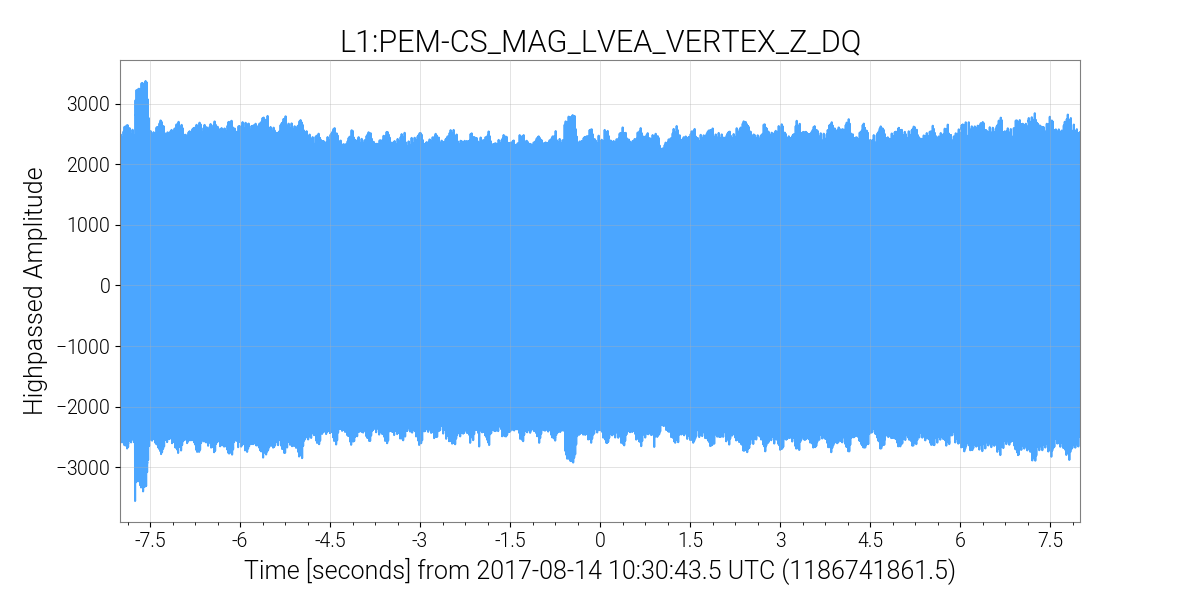 L1:PEM-CS_MAG_LVEA_VERTEX_Z_DQ
Highpassed Amplitude
3000
2000
1000
0
−1000
−2000
−3000
-7.5 -6 -4.5 -3 -1.5 0 1.5 3 4.5 6 7.5
Time [seconds] from 2017-08-14 10:30:43.5 UTC (1186741861.5)